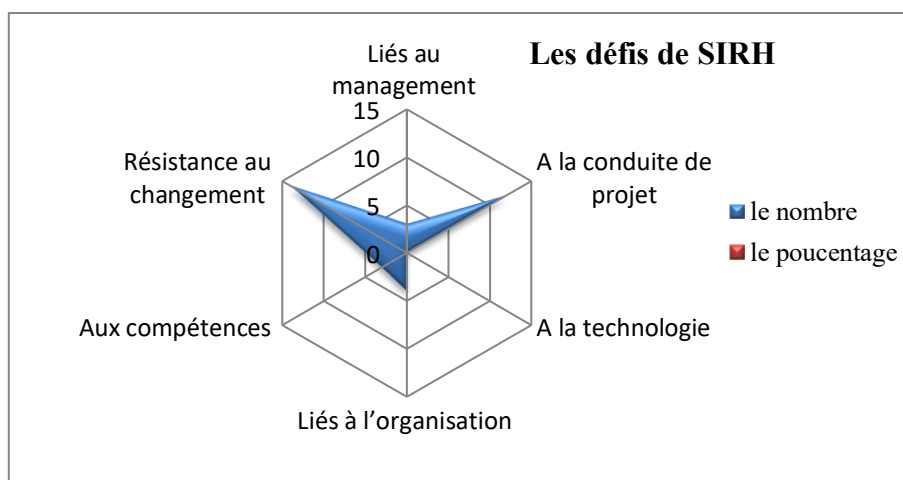 Les défis de SIRH
Liés au
management
15
10
5
0
A la conduite de
projet
A la technologie
Liés à l’organisation
Aux compétences
Résistance au
changement
le nombre
le poucentage